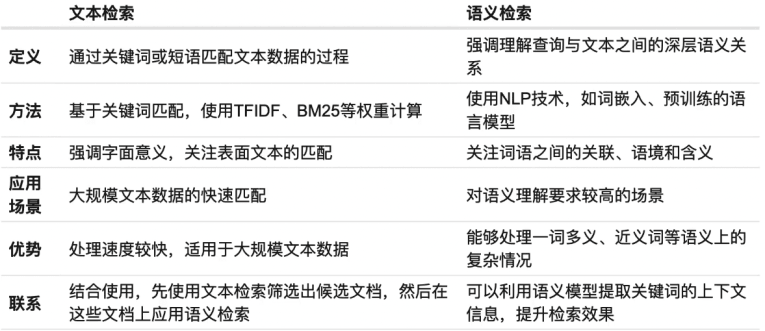 文本检索 语义检索
定义 通过关键词或短语匹配文本数据的过程 强调理解查询与文本之间的深层语义关
系
方法 基于关键词匹配，使用TFIDF、BM25等权重计算 使用NLP技术，如词嵌入、预训练的语
言模型
特点 强调字面意义，关注表面文本的匹配 关注词语之间的关联、语境和含义
应用
场景 大规模文本数据的快速匹配 对语义理解要求较高的场景
优势 处理速度较快，适用于大规模文本数据 能够处理一词多义、近义词等语义上的
复杂情况
联系 结合使用，先使用文本检索筛选出候选文档，然后在
这些文档上应用语义检索 可以利用语义模型提取关键词的上下文
信息，提升检索效果